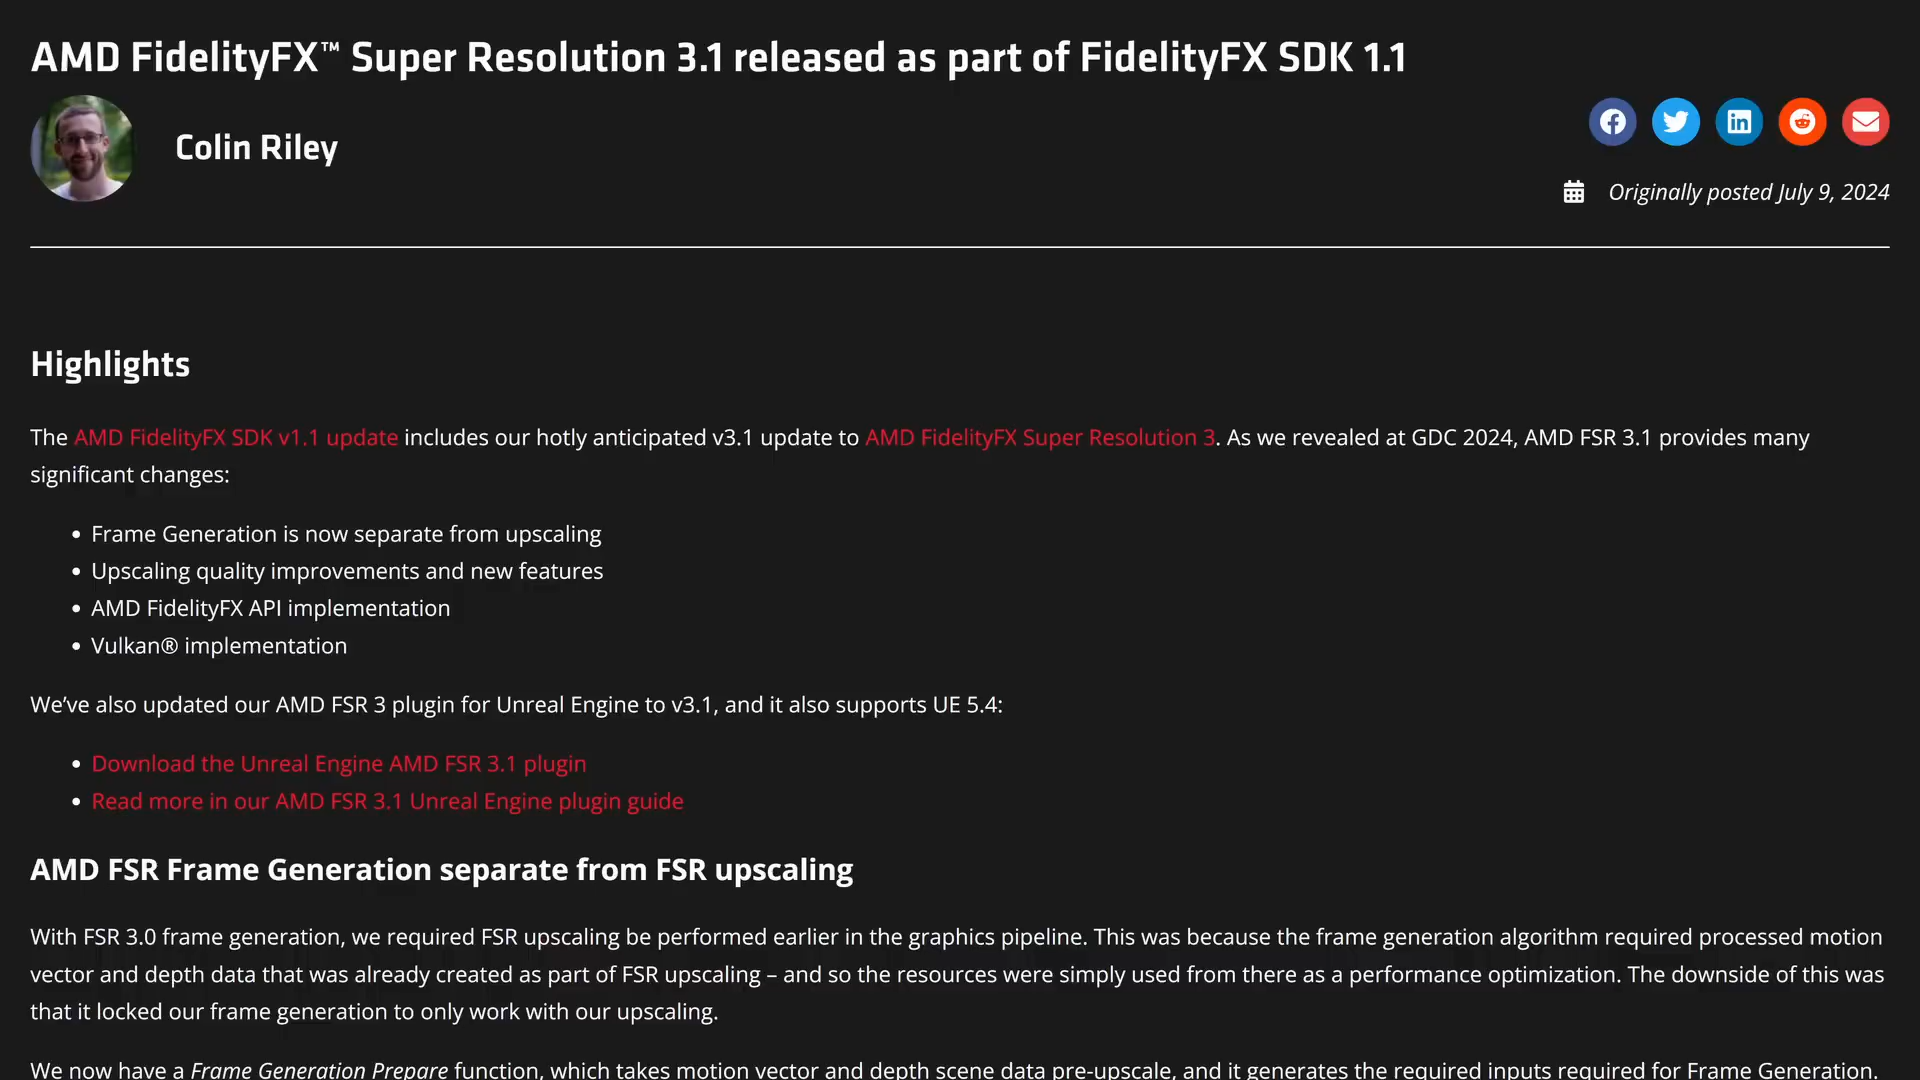 AMD FidelityFX™ Super Resolution 3.1 released as part of FidelityFX SDK 1.1
Colin Riley
Originally posted July 9, 2024
Highlights
The AMD FidelityFX SDK v1.1 update includes our hotly anticipated v3.1 update to AMD FidelityFX Super Resolution 3. As we revealed at GDC 2024, AMD FSR 3.1 provides many
significant changes:
• Frame Generation is now separate from upscaling
• Upscaling quality improvements and new features
• AMD FidelityFX API implementation
• Vulkan® implementation
We’ve also updated our AMD FSR 3 plugin for Unreal Engine to v3.1, and it also supports UE 5.4:
• Download the Unreal Engine AMD FSR 3.1 plugin
• Read more in our AMD FSR 3.1 Unreal Engine plugin guide
AMD FSR Frame Generation separate from FSR upscaling
With FSR 3.0 frame generation, we required FSR upscaling be performed earlier in the graphics pipeline. This was because the frame generation algorithm required processed motion
vector and depth data that was already created as part of FSR upscaling – and so the resources were simply used from there as a performance optimization. The downside of this was
that it locked our frame generation to only work with our upscaling.
We now have a Frame Generation Prepare function, which takes motion vector and depth scene data pre-upscale, and it generates the required inputs required for Frame Generation.